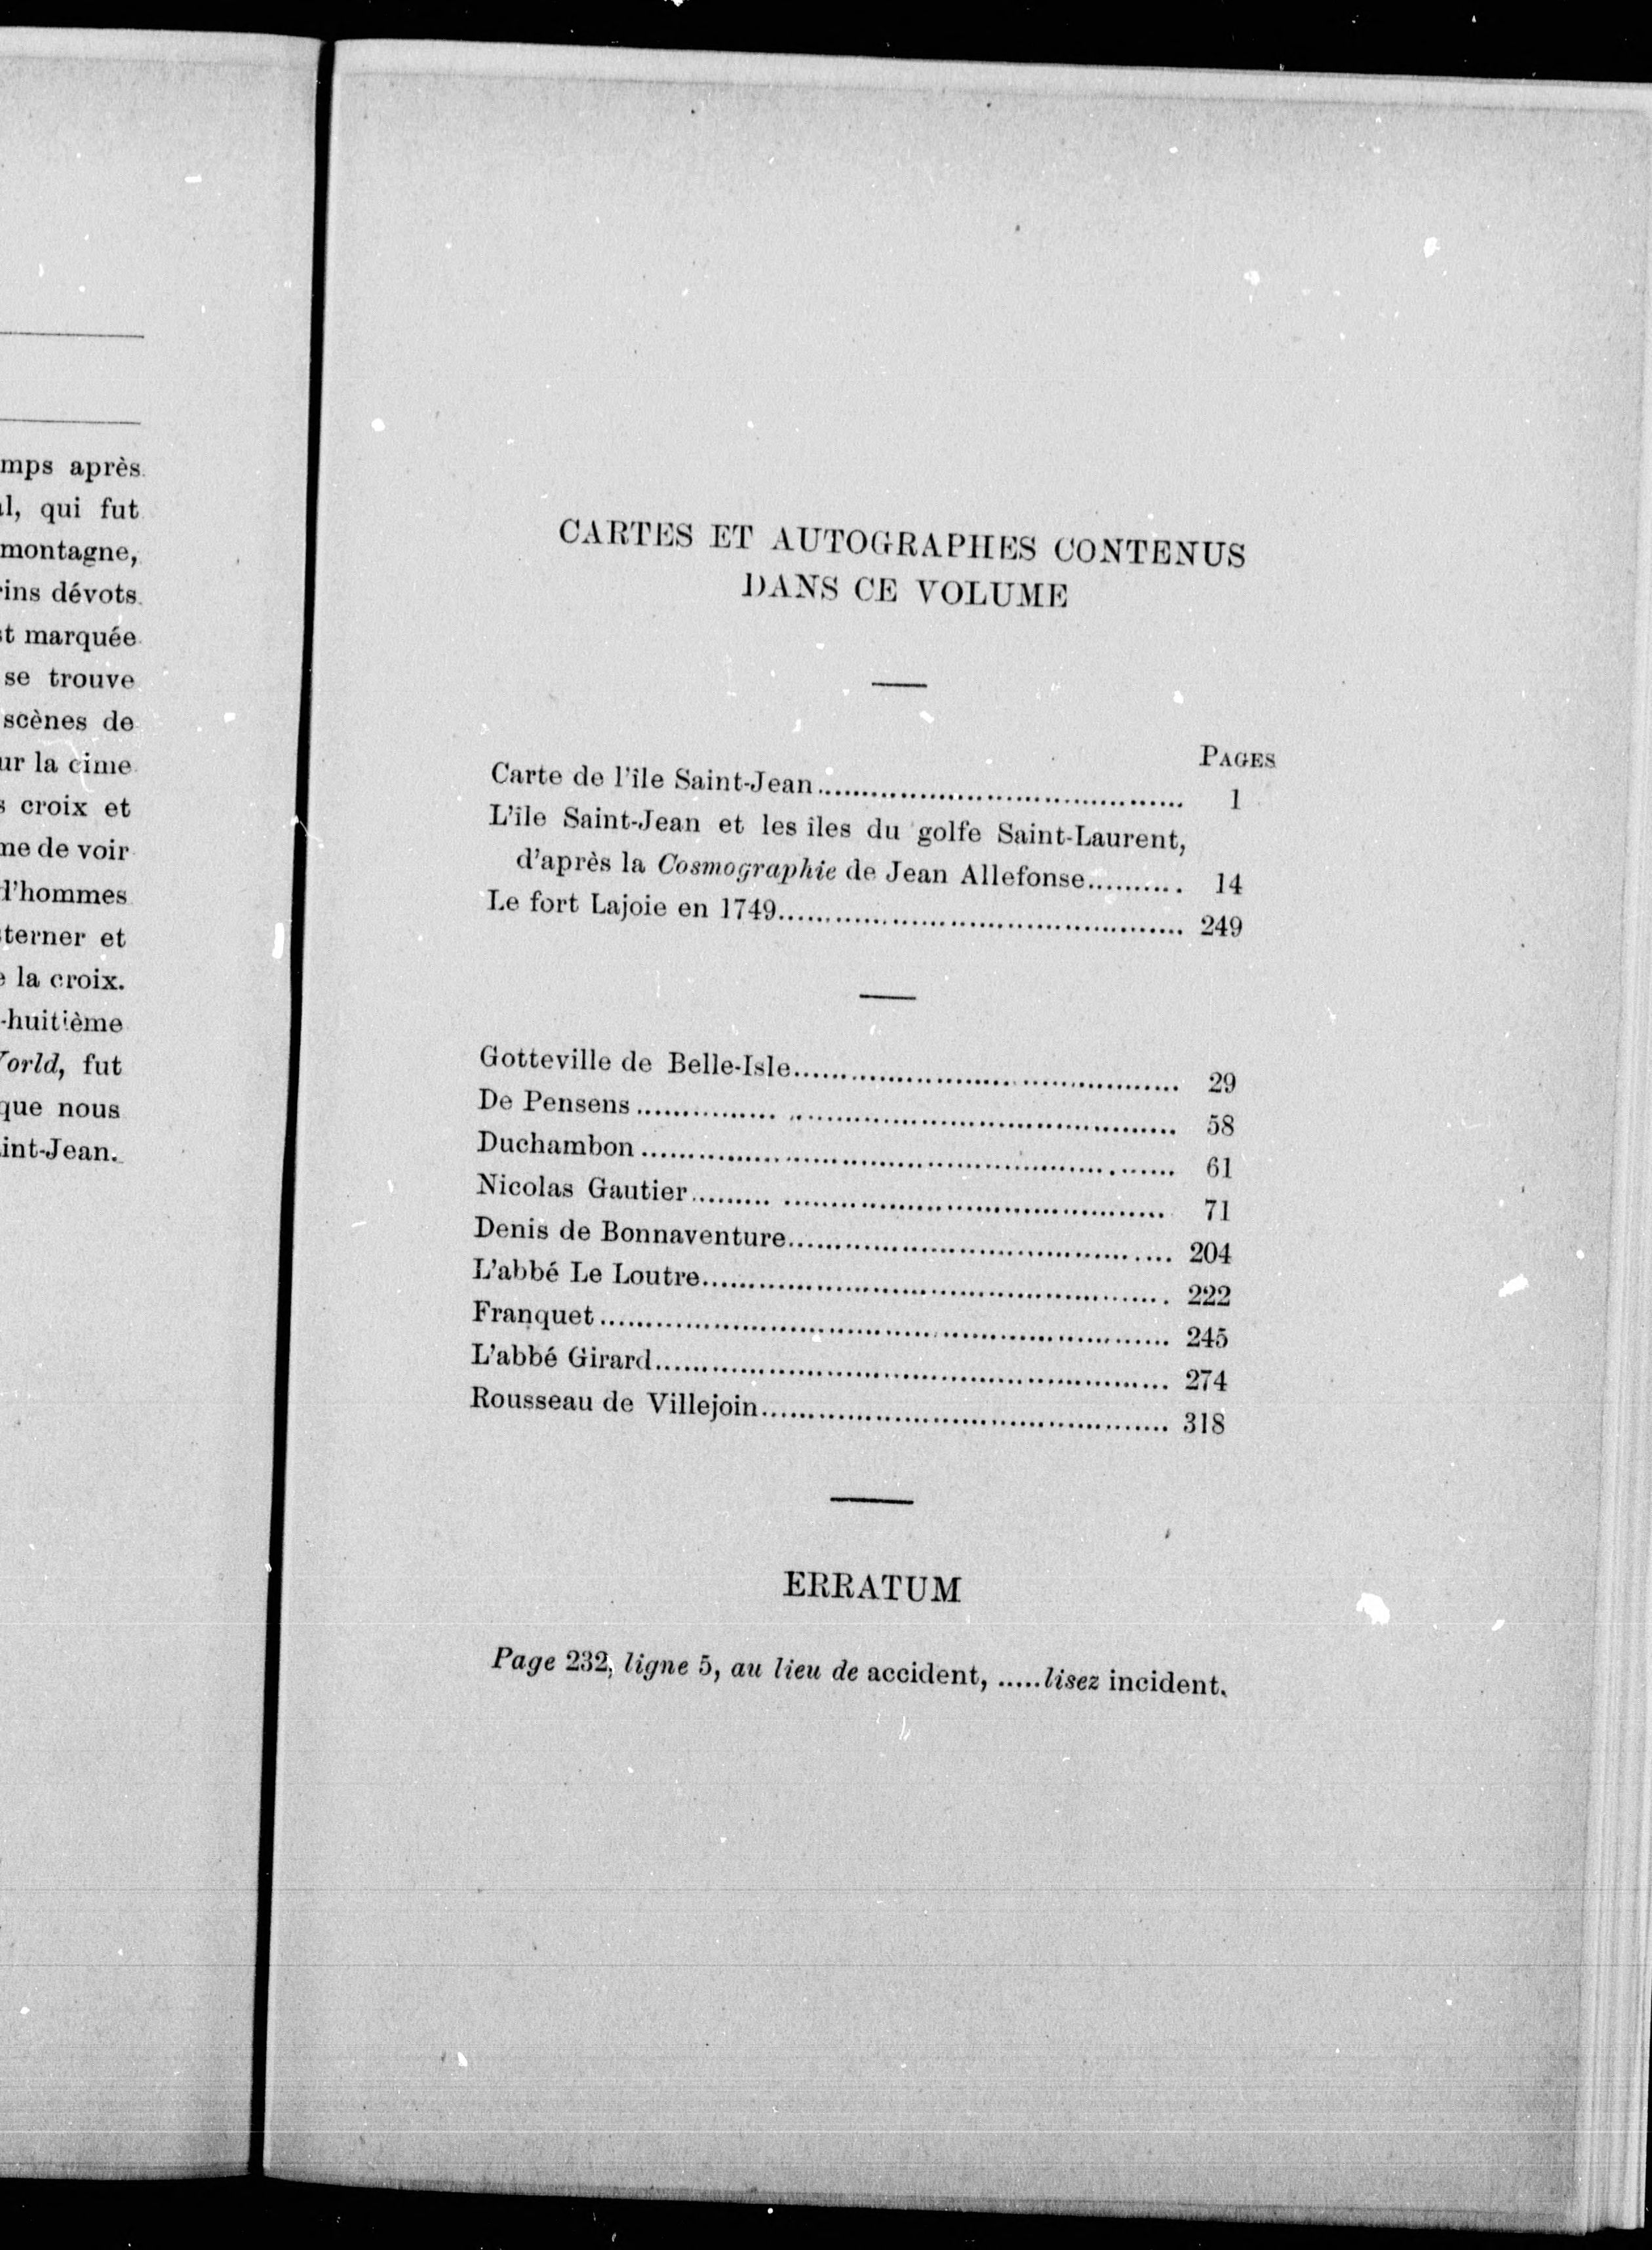 mps après
l, qui fut
montagne,
ins dévots
t marquée
se trouve
scènes de
ur la cime
s croix et
me de voir
d'hommes
sterner et
e la croix.
-huitième
orld, fut
que nous
int-Jean.
CARTES ET AUTOGRAPHES CONTENUS
DANS CE VOLUME
PAGES
Carte de l'île Saint-Jean........................................ 1
L'île Saint-Jean et les îles du golfe Saint-Laurent,
d'après la Cosmographie de Jean Allefonse.......... 14
Le fort Lajoie en 1749........................................... 249
Gotteville de Belle-Isle......................................... 29
De Pensens......................................................... 58
Duchambon......................................................... 61
Nicolas Gautier................................................... 71
Denis de Bonnaventure......................................... 204
L'abbé Le Loutre.................................................. 222
Franquet............................................................. 245
L'abbé Girard....................................................... 274
Rousseau de Villejoin............................................ 318
ERRATUM
Page 232, ligne 5, au lieu de accident, .....lisez incident.